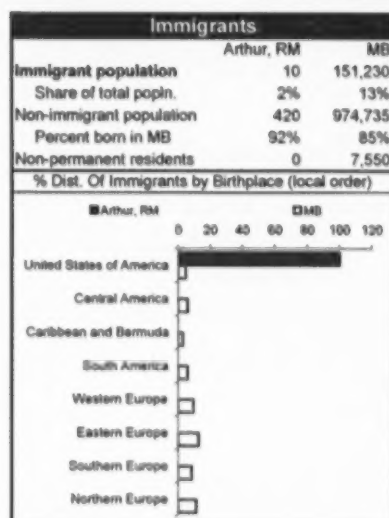 Immigrants
Arthur, RM MB
Immigrant population 10 151,230
Share of total popln. 2% 13%
Non-immigrant population 420 974,735
Percent born in MB 92% 85%
Non-permanent residents 0 7,550
% Dist. Of Immigrants by Birthplace (local order)
Arthur, RM MB
0 20 40 60 80 100 120
United States of America
Central America
Caribbean and Bermuda
South America
Western Europe
Eastern Europe
Southern Europe
Northern Europe